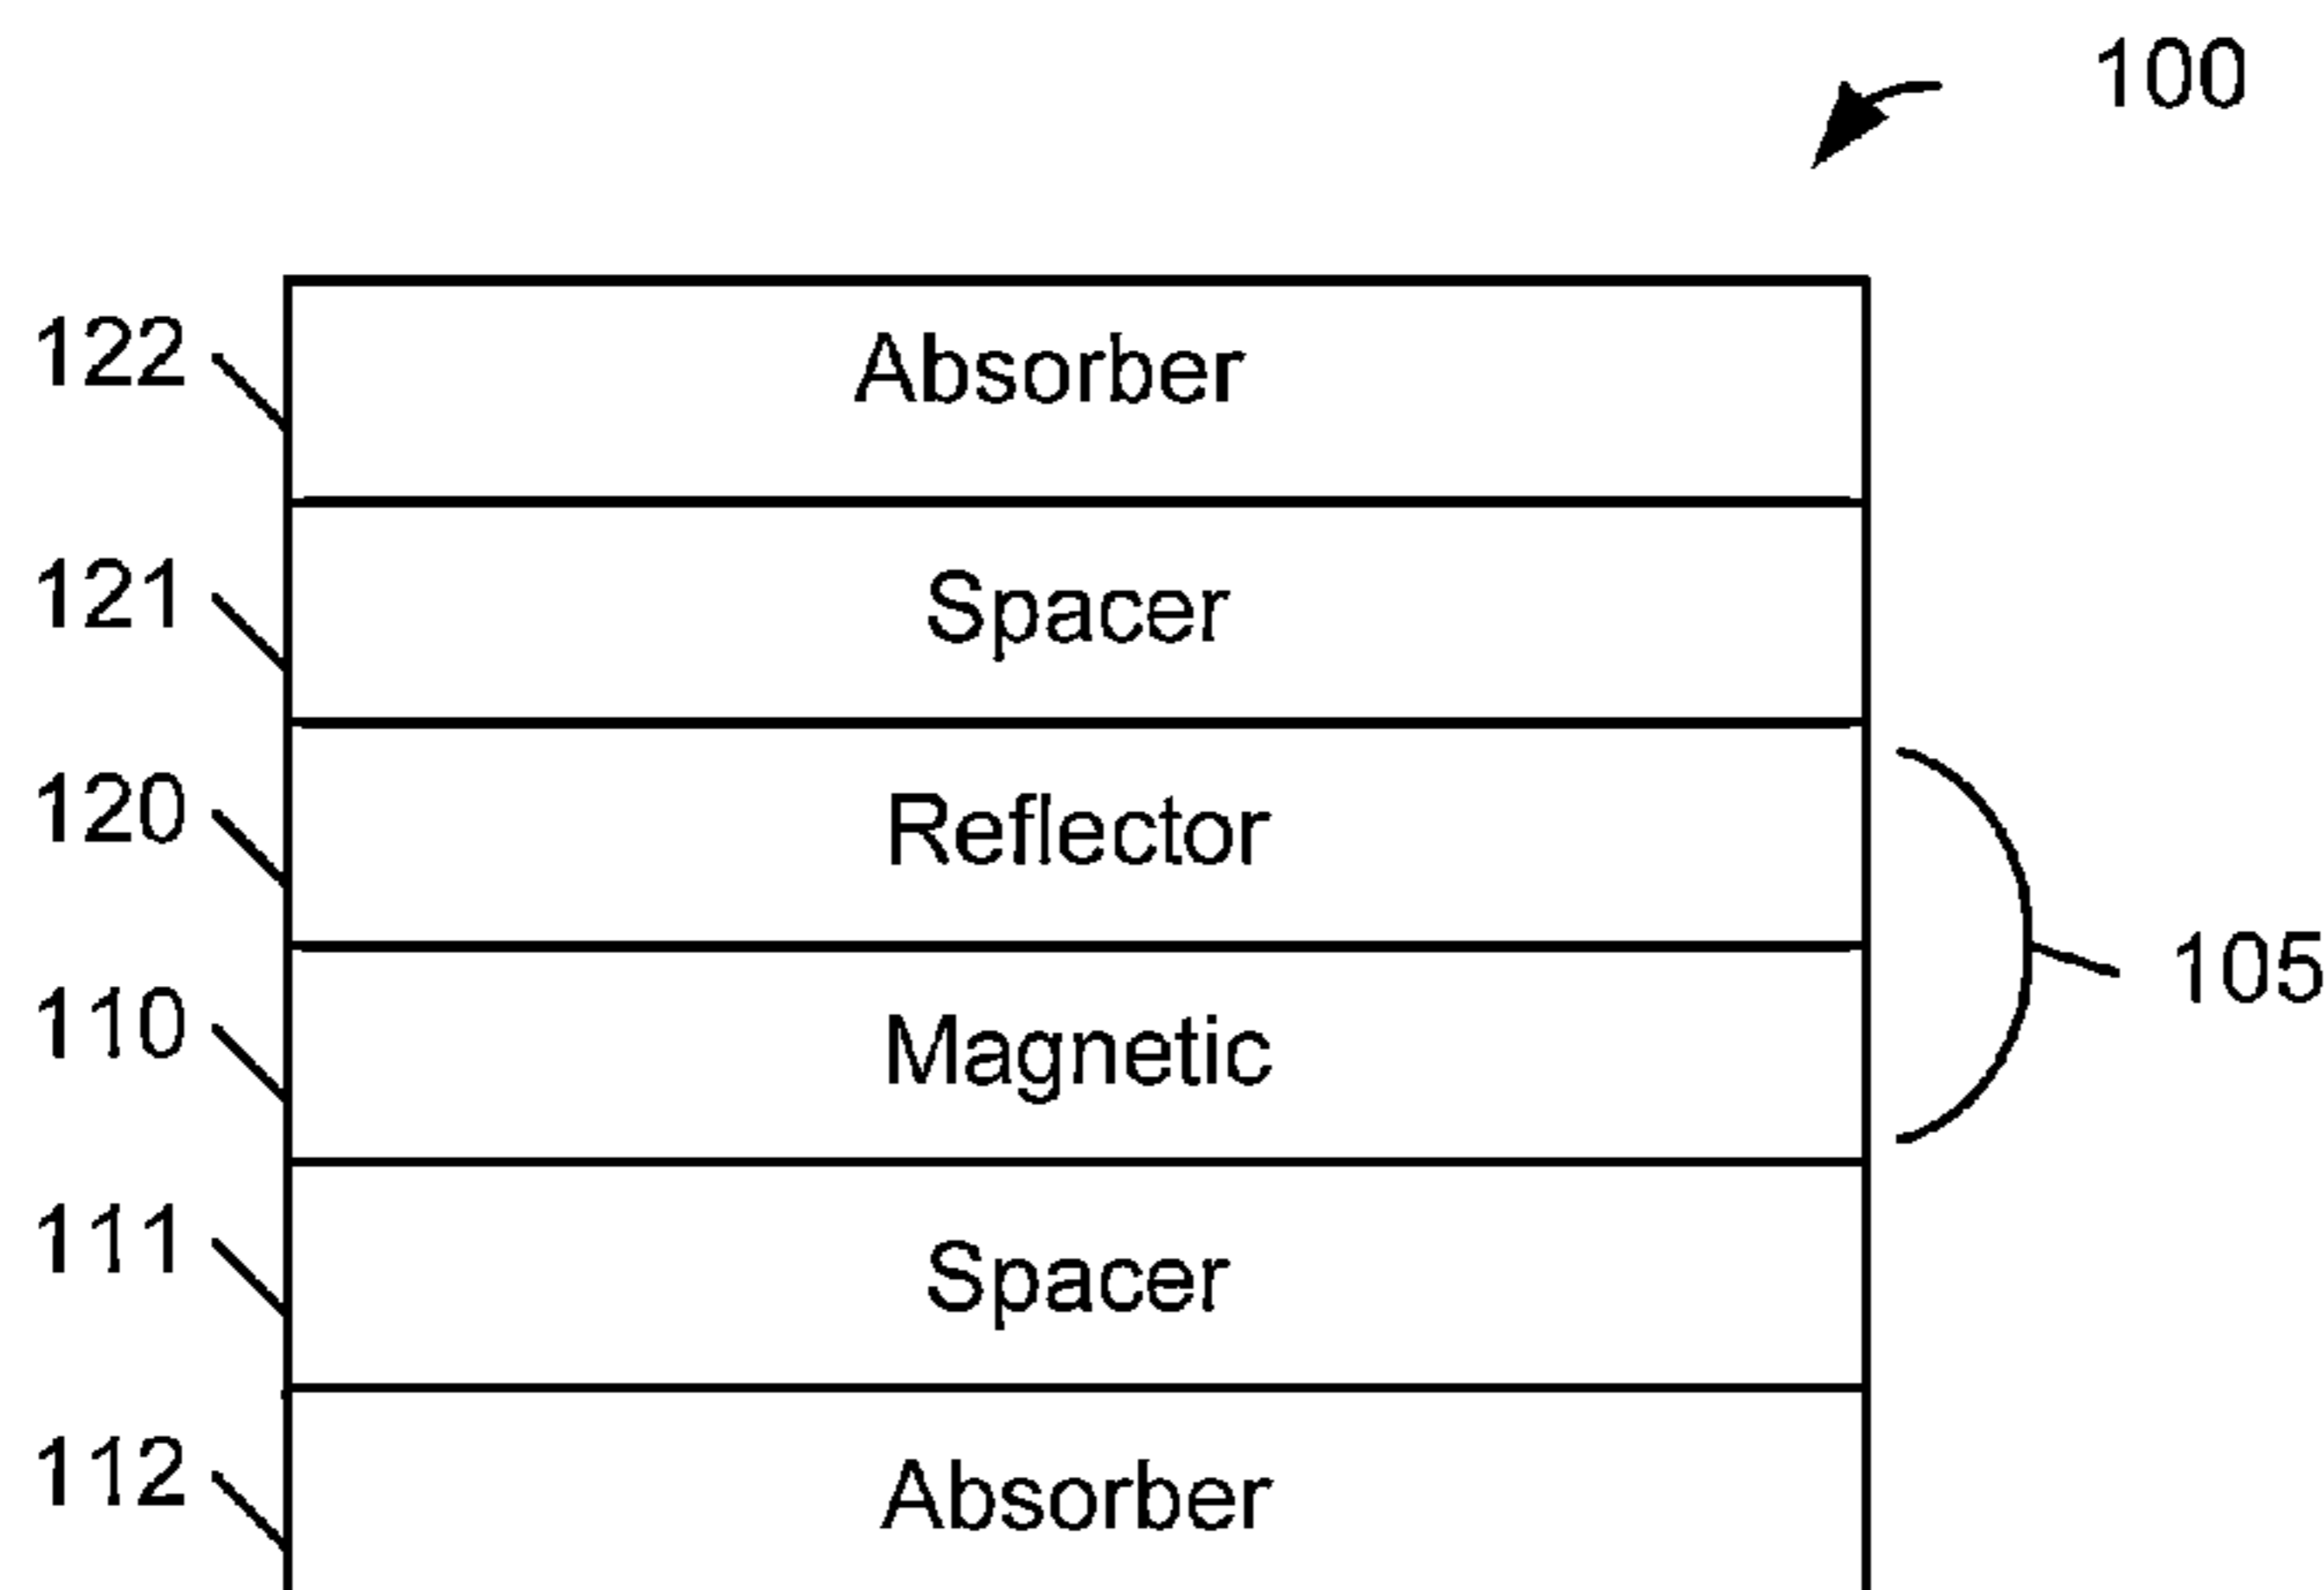 100
122 Absorber
121 Spacer
120 Reflector
105
110 Magnetic
111 Spacer
112 Absorber